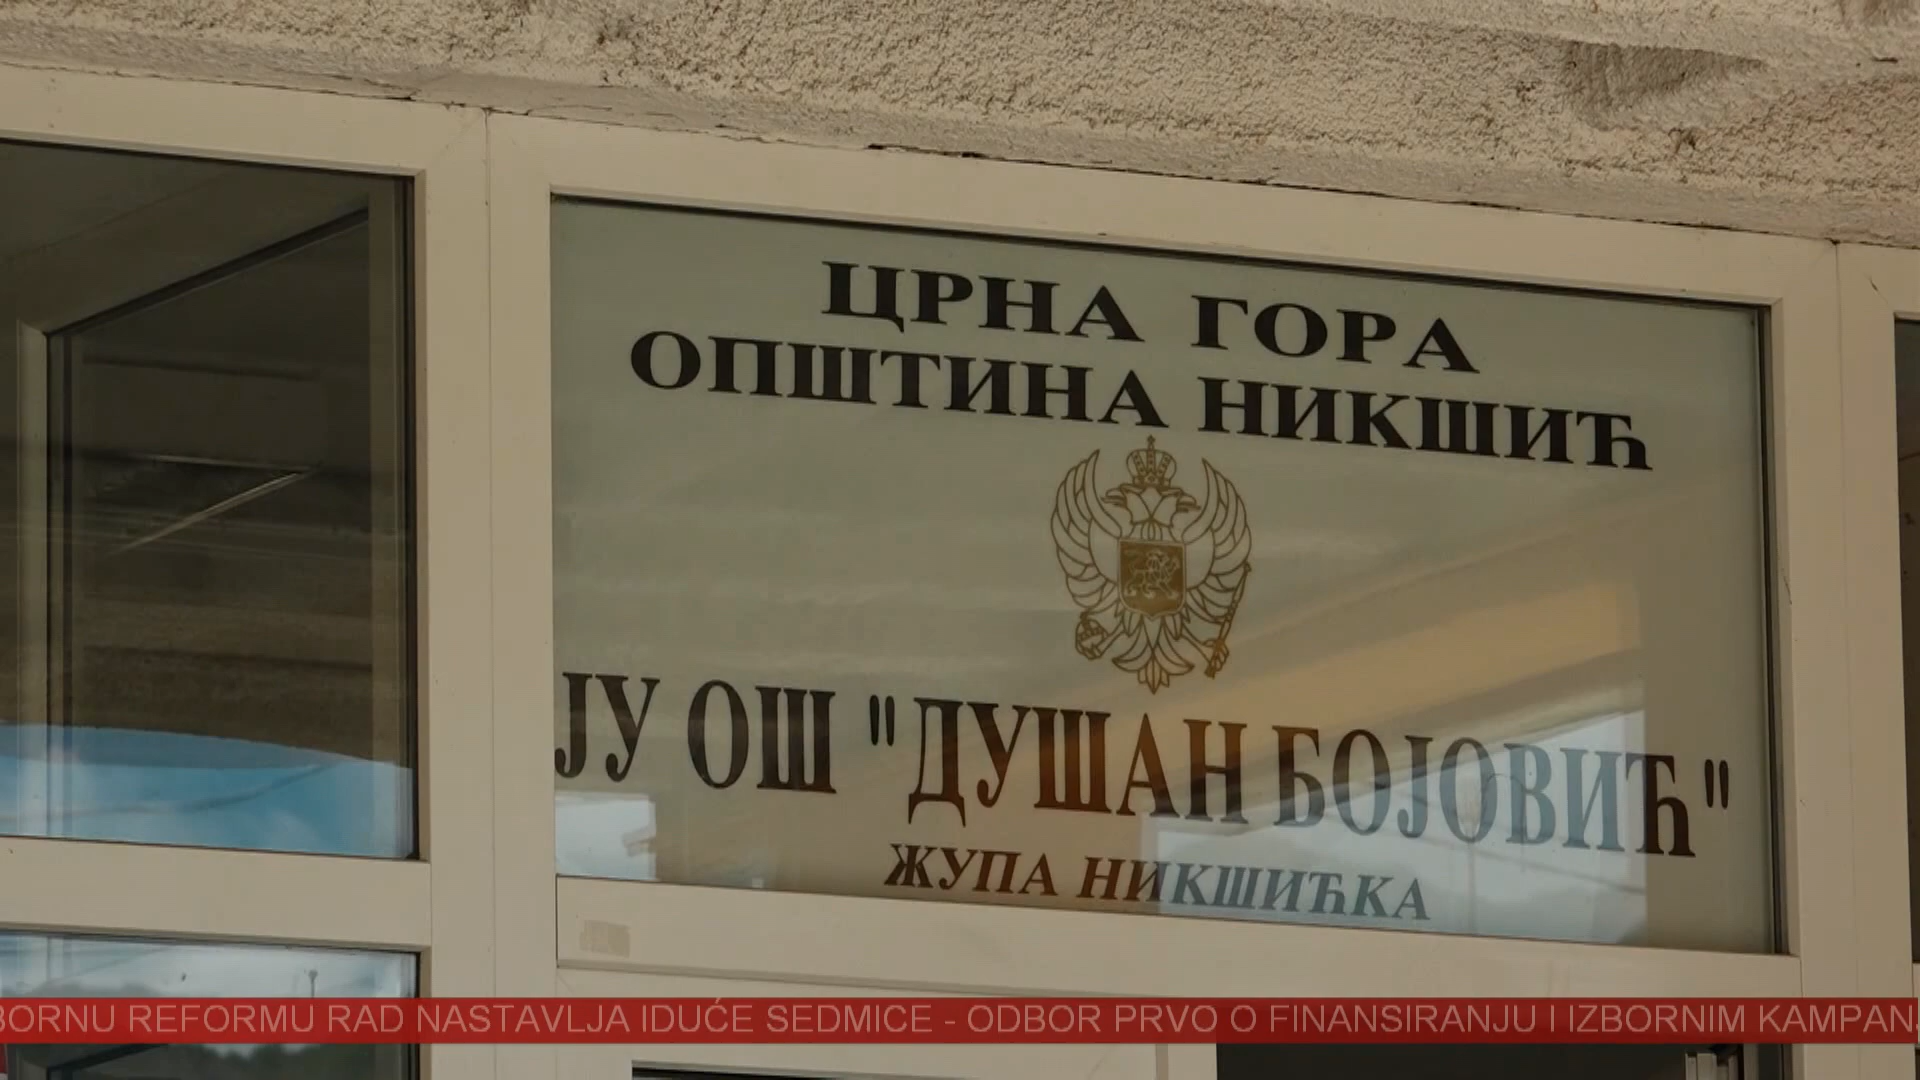 ЦРНА ГОРА
ОПШТИНА НИКШИЋ
ЈУ ОШ "ДУШАН БОЈОВИЋ"
ЖУПА НИКШИЋКА
BORNU REFORMU RAD NASTAVLJA IDUĆE SEDMICE - ODBOR PRVO O FINANSIRANJU I IZBORNIM KAMPANJ